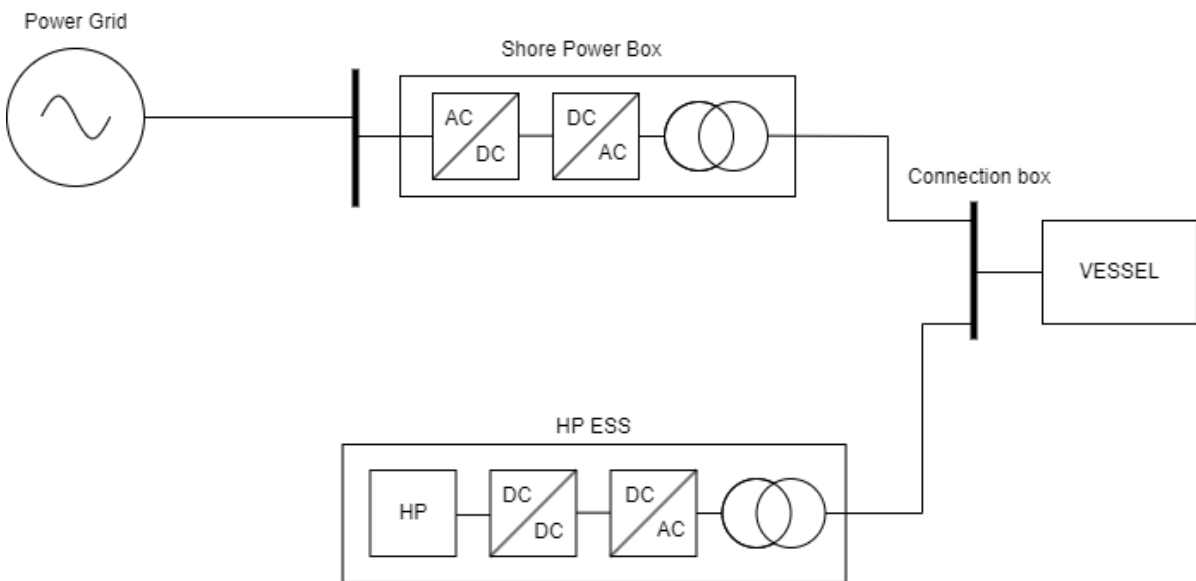 Power Grid
Shore Power Box
AC
DC
DC
AC
Connection box
VESSEL
HP ESS
HP
DC
DC
DC
AC